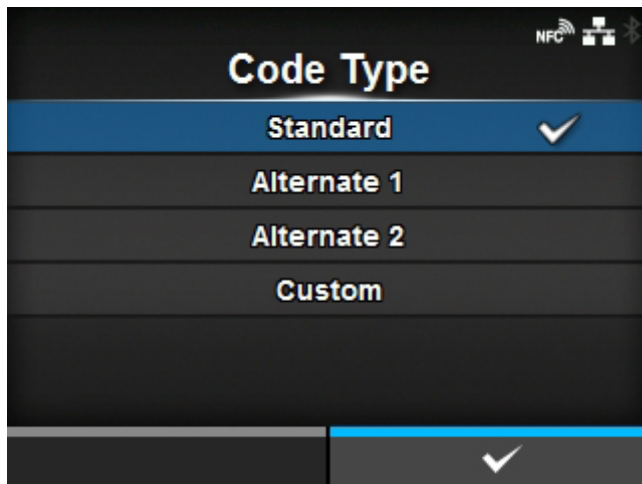 NFC
Code Type
Standard
Alternate 1
Alternate 2
Custom